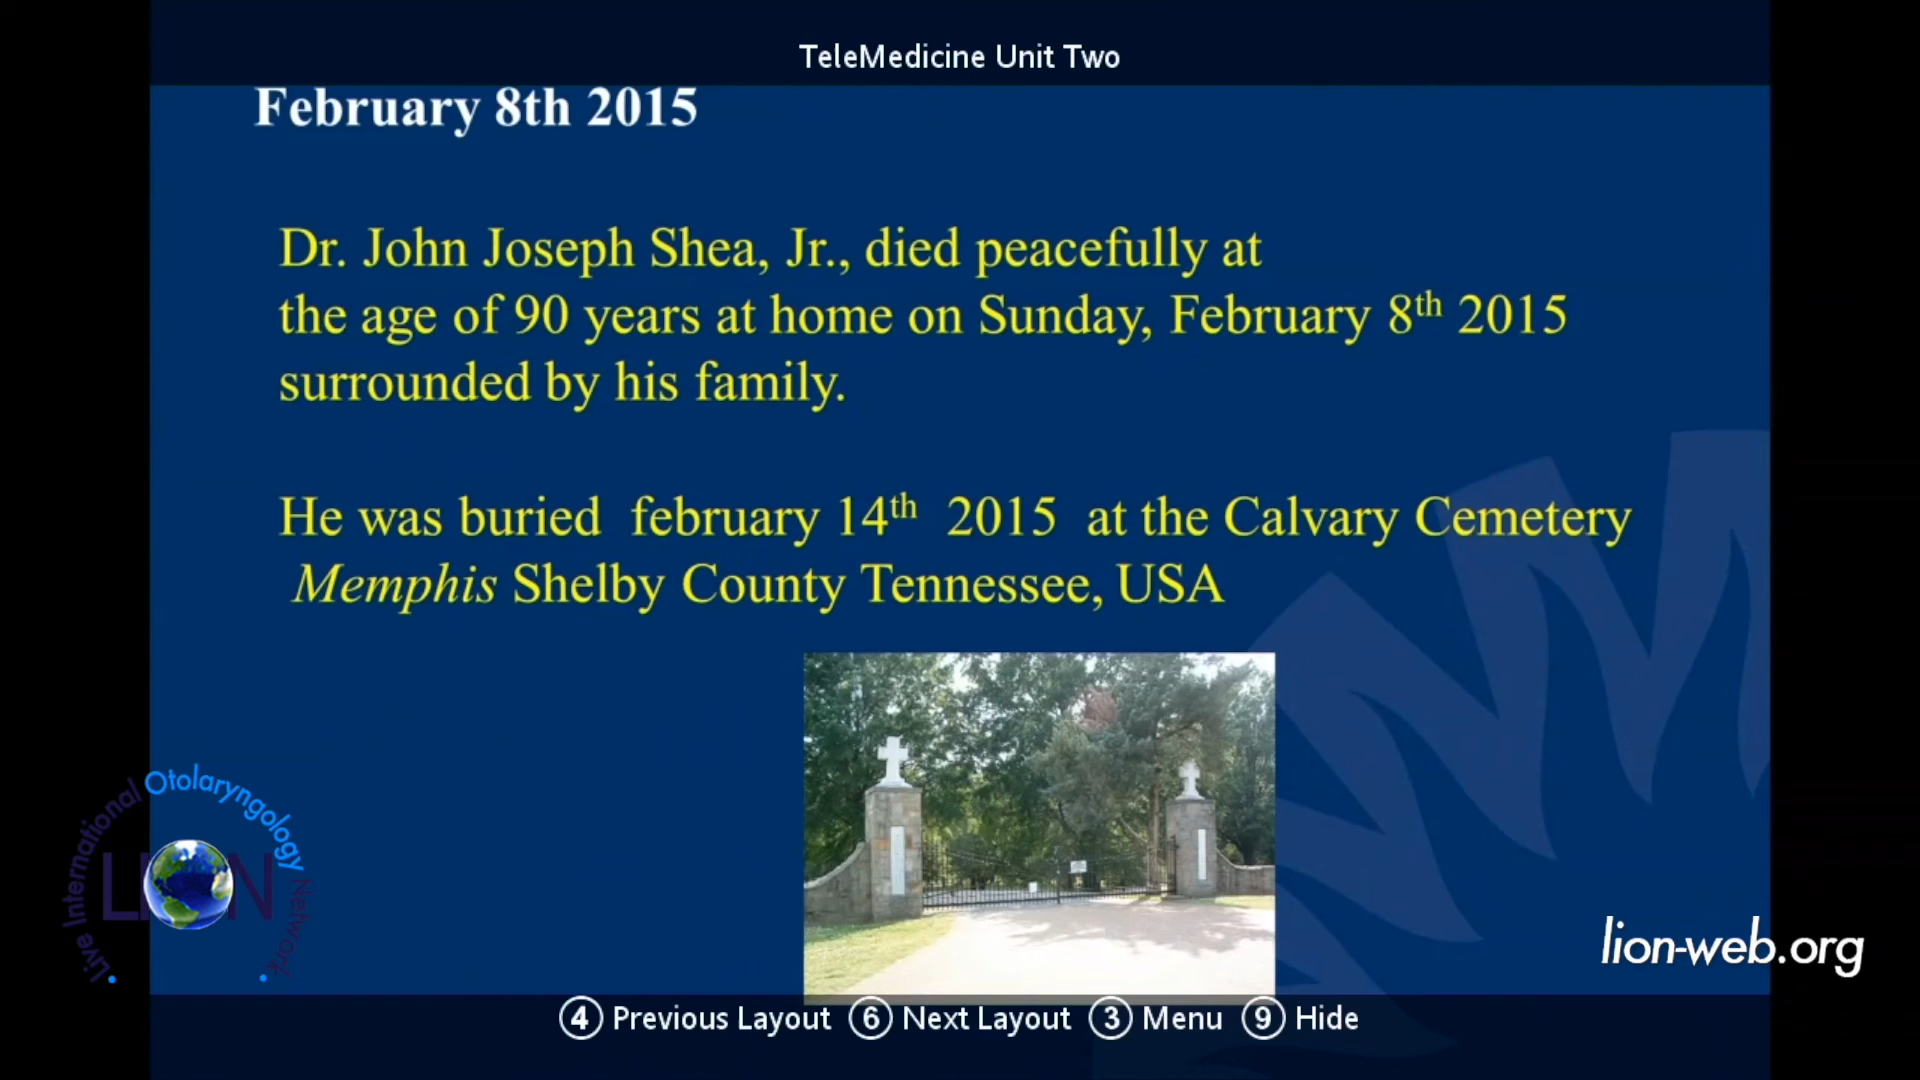 TeleMedicine Unit Two
February 8th 2015
Dr. John Joseph Shea, Jr., died peacefully at
the age of 90 years at home on Sunday, February 8th 2015
surrounded by his family.
He was buried february 14th 2015 at the Calvary Cemetery
Memphis Shelby County Tennessee, USA
Live International Otolaryngology Network
LION
lion-web.org
4 Previous Layout 6 Next Layout 3 Menu 9 Hide